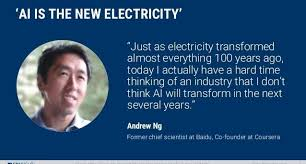 ‘AI IS THE NEW ELECTRICITY’
“Just as electricity transformed
almost everything 100 years ago,
today I actually have a hard time
thinking of an industry that I don’t
think AI will transform in the next
several years.”
Andrew Ng
Former chief scientist at Baidu, Co-founder at Coursera